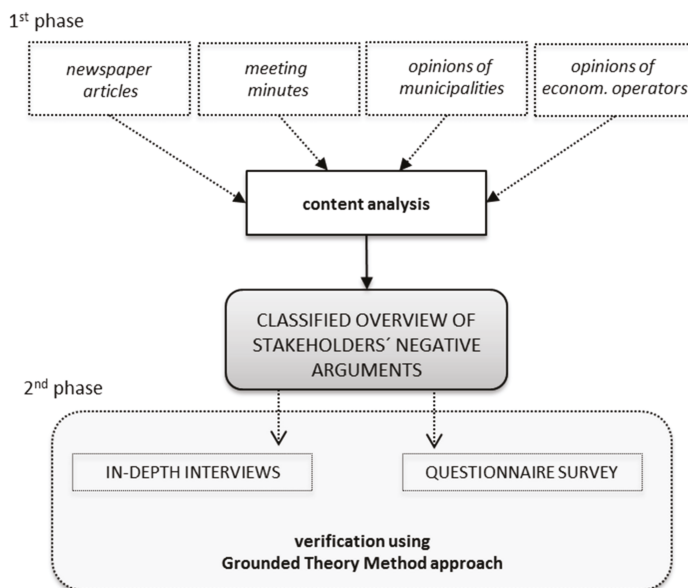 1st phase
newspaper
articles
meeting
minutes
opinions of
municipalities
opinions of
econom. operators
content analysis
CLASSIFIED OVERVIEW OF
STAKEHOLDERS´ NEGATIVE
ARGUMENTS
2nd phase
IN-DEPTH INTERVIEWS
QUESTIONNAIRE SURVEY
verification using
Grounded Theory Method approach